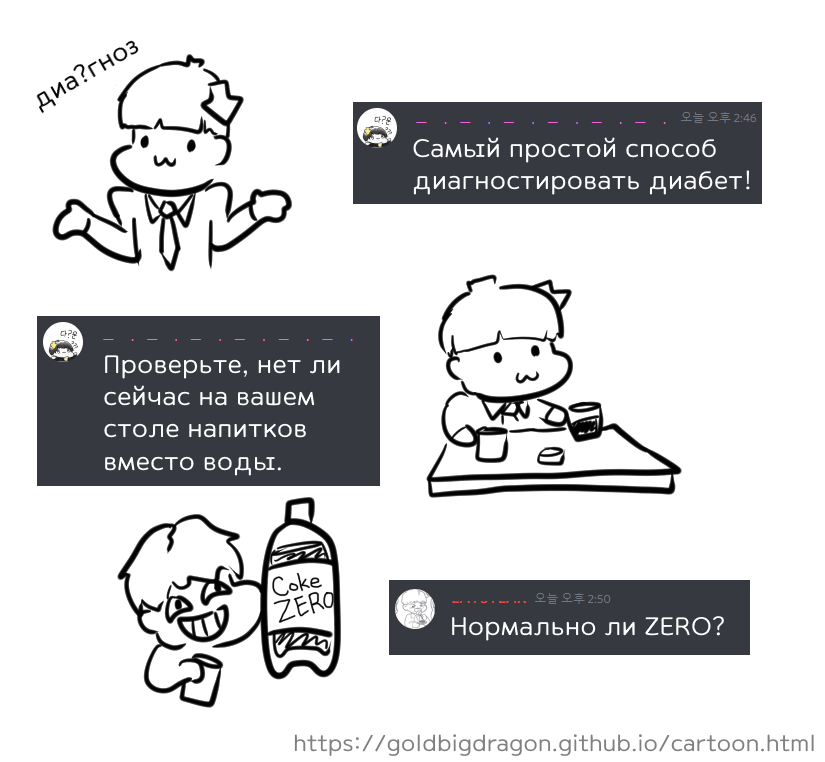 диа?гноз
오늘 오후 2:46
Самый простой способ
диагностировать диабет!
Проверьте, нет ли
сейчас на вашем
столе напитков
вместо воды.
Coke
ZERO
오늘 오후 2:50
Нормально ли ZERO?
https://goldbigdragon.github.io/cartoon.html